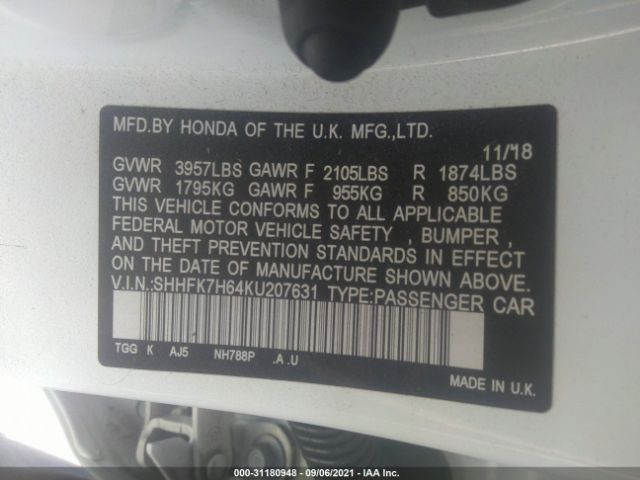 MFD.BY HONDA OF THE U.K. MFG.,LTD.
11/18
GVWR 3957LBS GAWR F 2105LBS R 1874LBS
GVWR 1795KG GAWR F 955KG R 850KG
THIS VEHICLE CONFORMS TO ALL APPLICABLE
FEDERAL MOTOR VEHICLE SAFETY , BUMPER ,
AND THEFT PREVENTION STANDARDS IN EFFECT
ON THE DATE OF MANUFACTURE SHOWN ABOVE.
V.I.N.:SHHFK7H64KU207631 TYPE:PASSENGER CAR
TGG K AJ5 NH788P .A .U
MADE IN U.K.
000-31180948 - 09/06/2021 - IAA Inc.